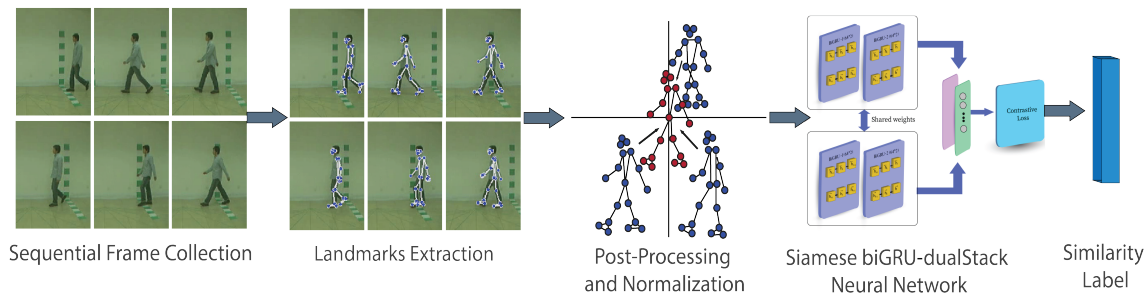 Shared weights
Contrastive
Loss
Sequential Frame Collection
Landmarks Extraction
Post-Processing
and Normalization
Siamese biGRU-dualStack
Neural Network
Similarity
Label